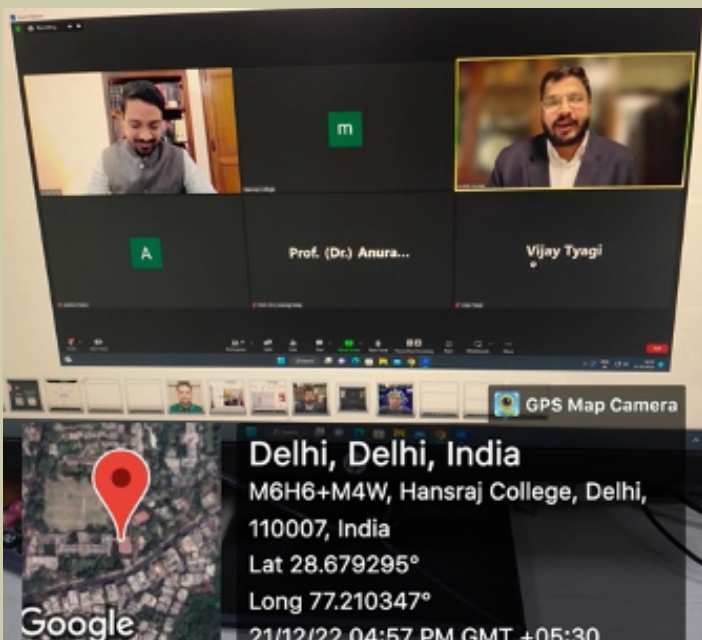 m
A
Prof. (Dr.) Anura...
Vijay Tyagi
GPS Map Camera
Delhi, Delhi, India
M6H6+M4W, Hansraj College, Delhi,
110007, India
Lat 28.679295°
Long 77.210347°
21/12/22 04:57 PM GMT +05:30
Google